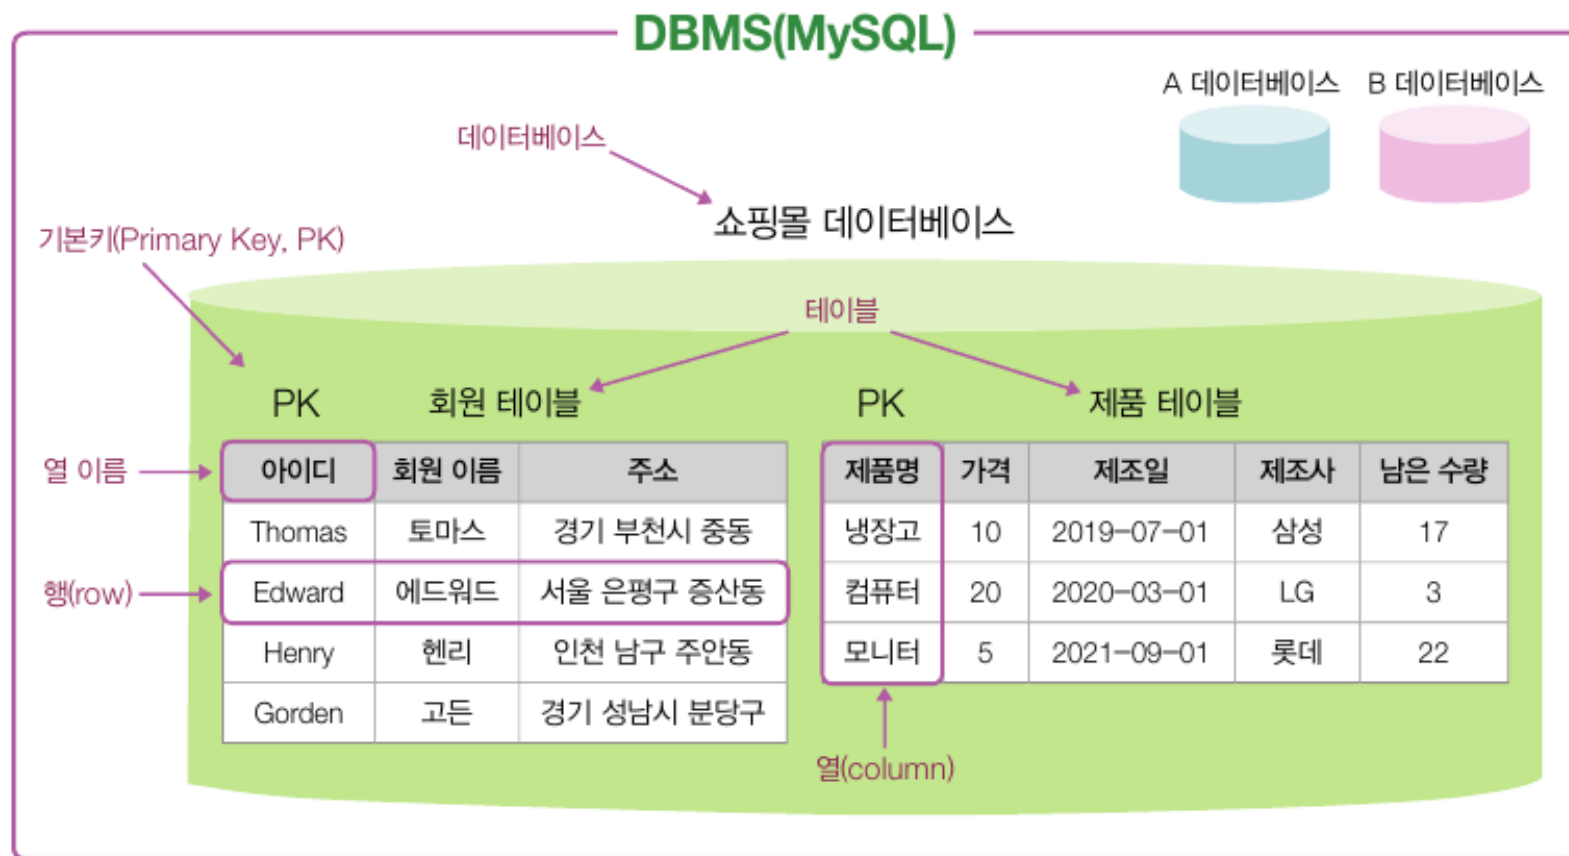 DBMS(MySQL)
A 데이터베이스 B 데이터베이스
데이터베이스
쇼핑몰 데이터베이스
기본키(Primary Key, PK)
테이블
PK 회원 테이블 PK 제품 테이블
열 이름
아이디 회원 이름 주소
Thomas 토마스 경기 부천시 중동
행(row)
Edward 에드워드 서울 은평구 증산동
Henry 헨리 인천 남구 주안동
Gorden 고든 경기 성남시 분당구
제품명 가격 제조일 제조사 남은 수량
냉장고 10 2019-07-01 삼성 17
컴퓨터 20 2020-03-01 LG 3
모니터 5 2021-09-01 롯데 22
열(column)